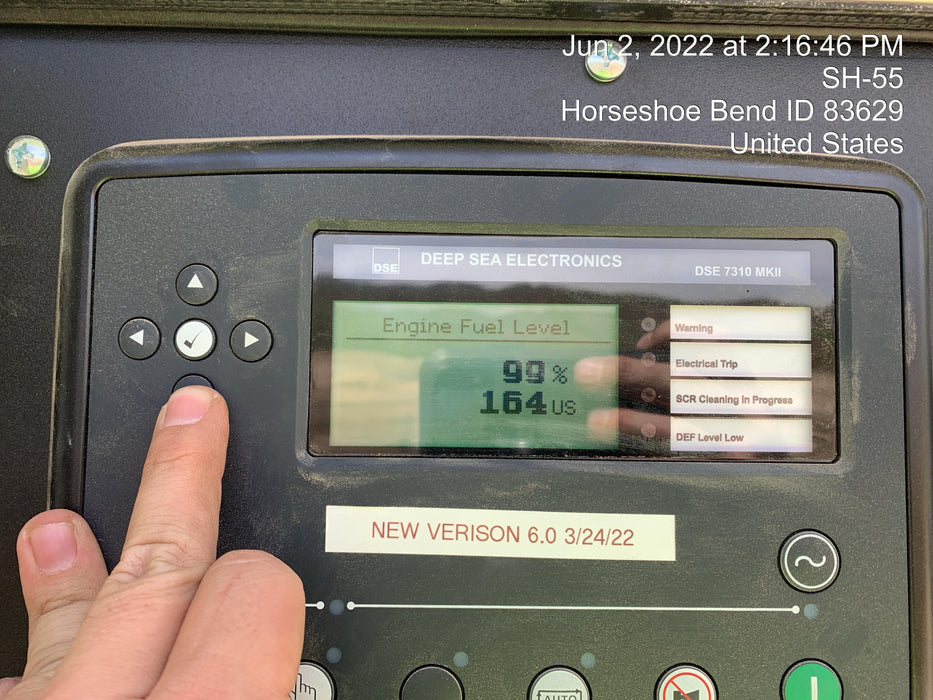 Jun 2, 2022 at 2:16:46 PM
SH-55
Horseshoe Bend ID 83629
United States
DSE
DEEP SEA ELECTRONICS
DSE 7310 MKII
Engine Fuel Level
99 %
164 US
Warning
Electrical Trip
SCR Cleaning in Progress
DEF Level Low
NEW VERISON 6.0 3/24/22
AUTO